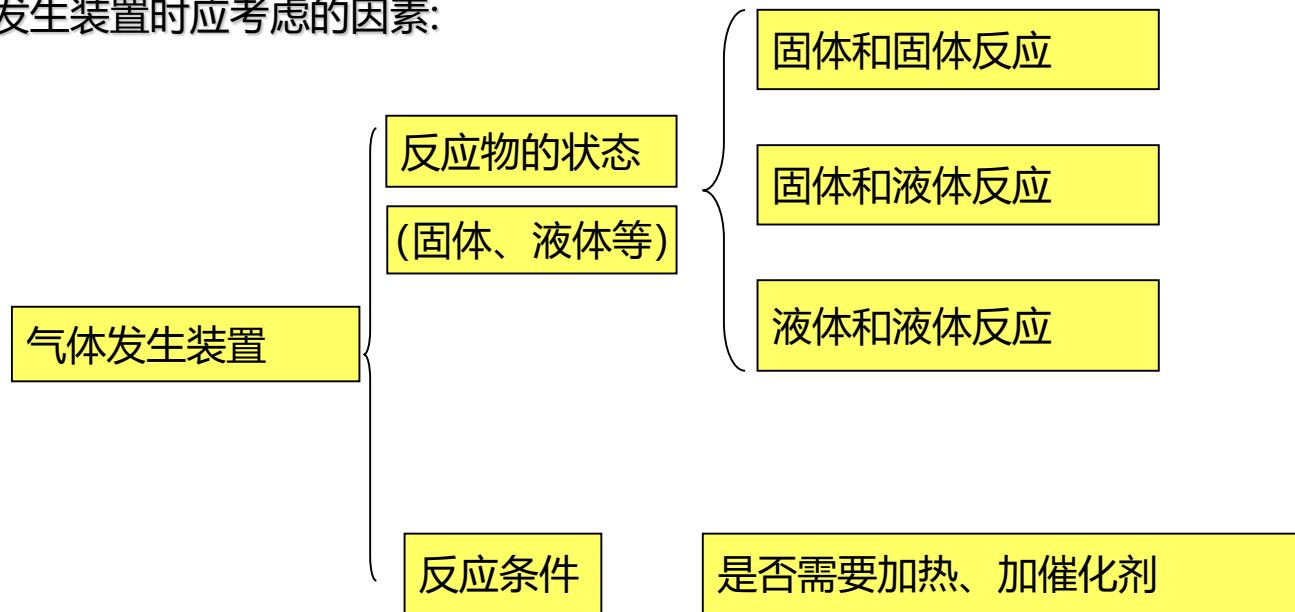 发生装置时应考虑的因素:
固体和固体反应
反应物的状态
固体和液体反应
(固体、液体等)
液体和液体反应
气体发生装置
反应条件
是否需要加热、加催化剂